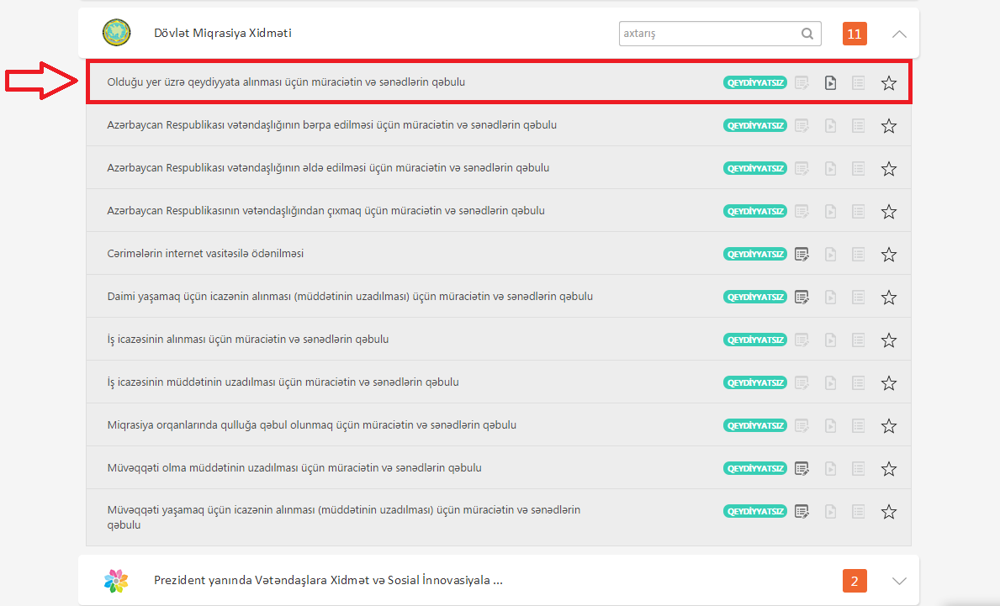 Dövlət Miqrasiya Xidməti
axtarış
11
Olduğu yer üzrə qeydiyyata alınması üçün müraciətin və sənədlərin qəbulu
QEYDİYYATSIZ
Azərbaycan Respublikası vətəndaşlığının bərpa edilməsi üçün müraciətin və sənədlərin qəbulu
QEYDİYYATSIZ
Azərbaycan Respublikası vətəndaşlığının əldə edilməsi üçün müraciətin və sənədlərin qəbulu
QEYDİYYATSIZ
Azərbaycan Respublikasının vətəndaşlığından çıxmaq üçün müraciətin və sənədlərin qəbulu
QEYDİYYATSIZ
Cərimələrin internet vasitəsilə ödənilməsi
QEYDİYYATSIZ
Daimi yaşamaq üçün icazənin alınması (müddətinin uzadılması) üçün müraciətin və sənədlərin qəbulu
QEYDİYYATSIZ
İş icazəsinin alınması üçün müraciətin və sənədlərin qəbulu
QEYDİYYATSIZ
İş icazəsinin müddətinin uzadılması üçün müraciətin və sənədlərin qəbulu
QEYDİYYATSIZ
Miqrasiya orqanlarında qulluğa qəbul olunmaq üçün müraciətin və sənədlərin qəbulu
QEYDİYYATSIZ
Müvəqqəti olma müddətinin uzadılması üçün müraciətin və sənədlərin qəbulu
QEYDİYYATSIZ
Müvəqqəti yaşamaq üçün icazənin alınması (müddətinin uzadılması) üçün müraciətin və sənədlərin
qəbulu
QEYDİYYATSIZ
Prezident yanında Vətəndaşlara Xidmət və Sosial İnnovasiyala ...
2